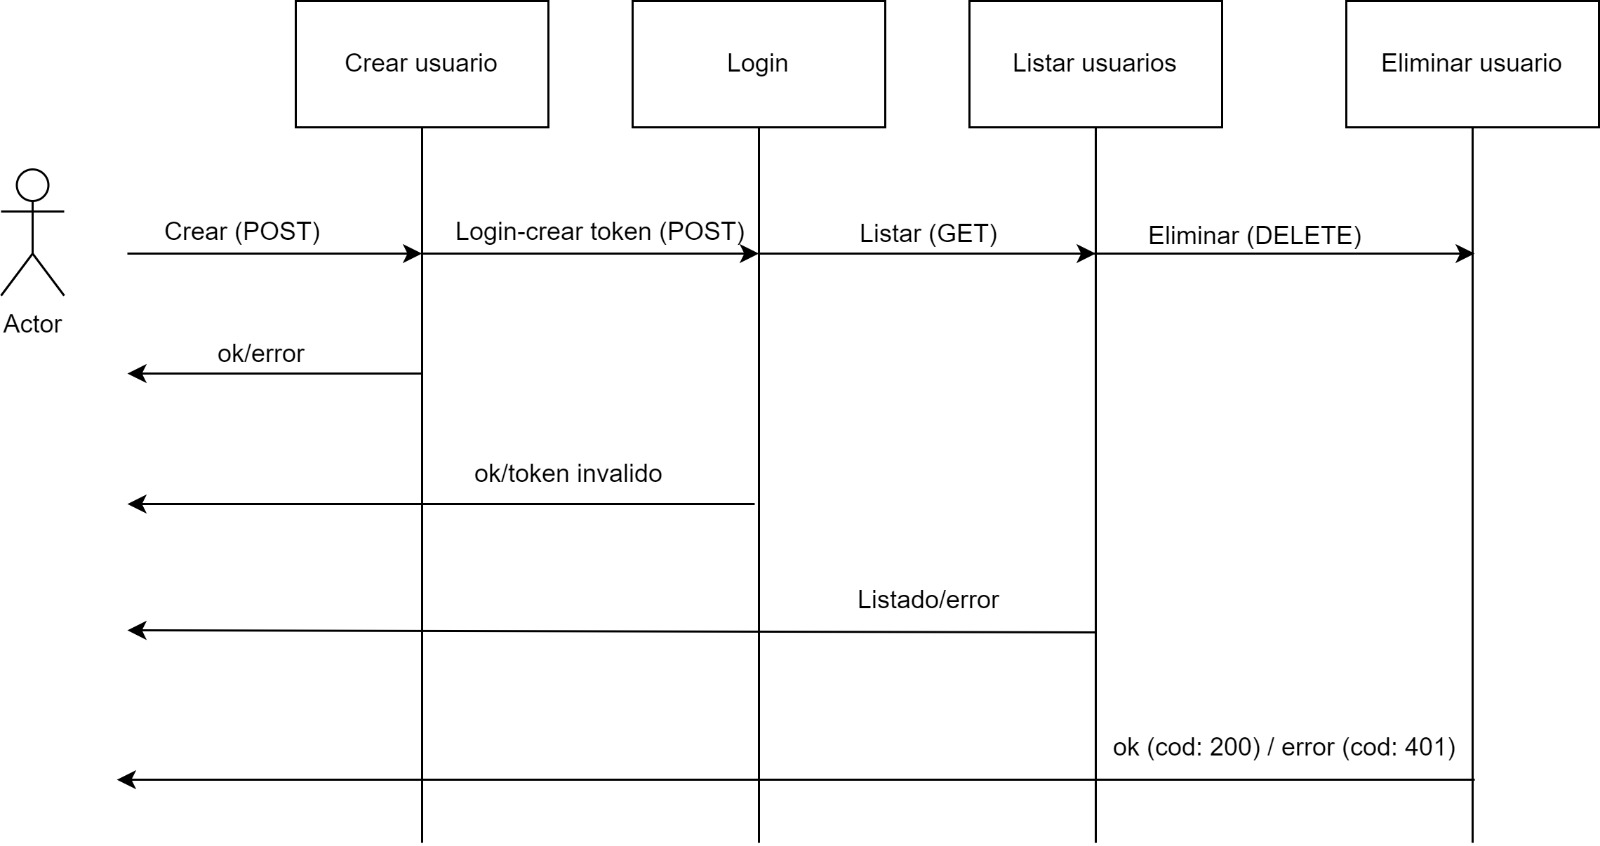 Crear usuario
Login
Listar usuarios
Eliminar usuario
Crear (POST)
Login-crear token (POST)
Listar (GET)
Eliminar (DELETE)
Actor
ok/error
ok/token invalido
Listado/error
ok (cod: 200) / error (cod: 401)